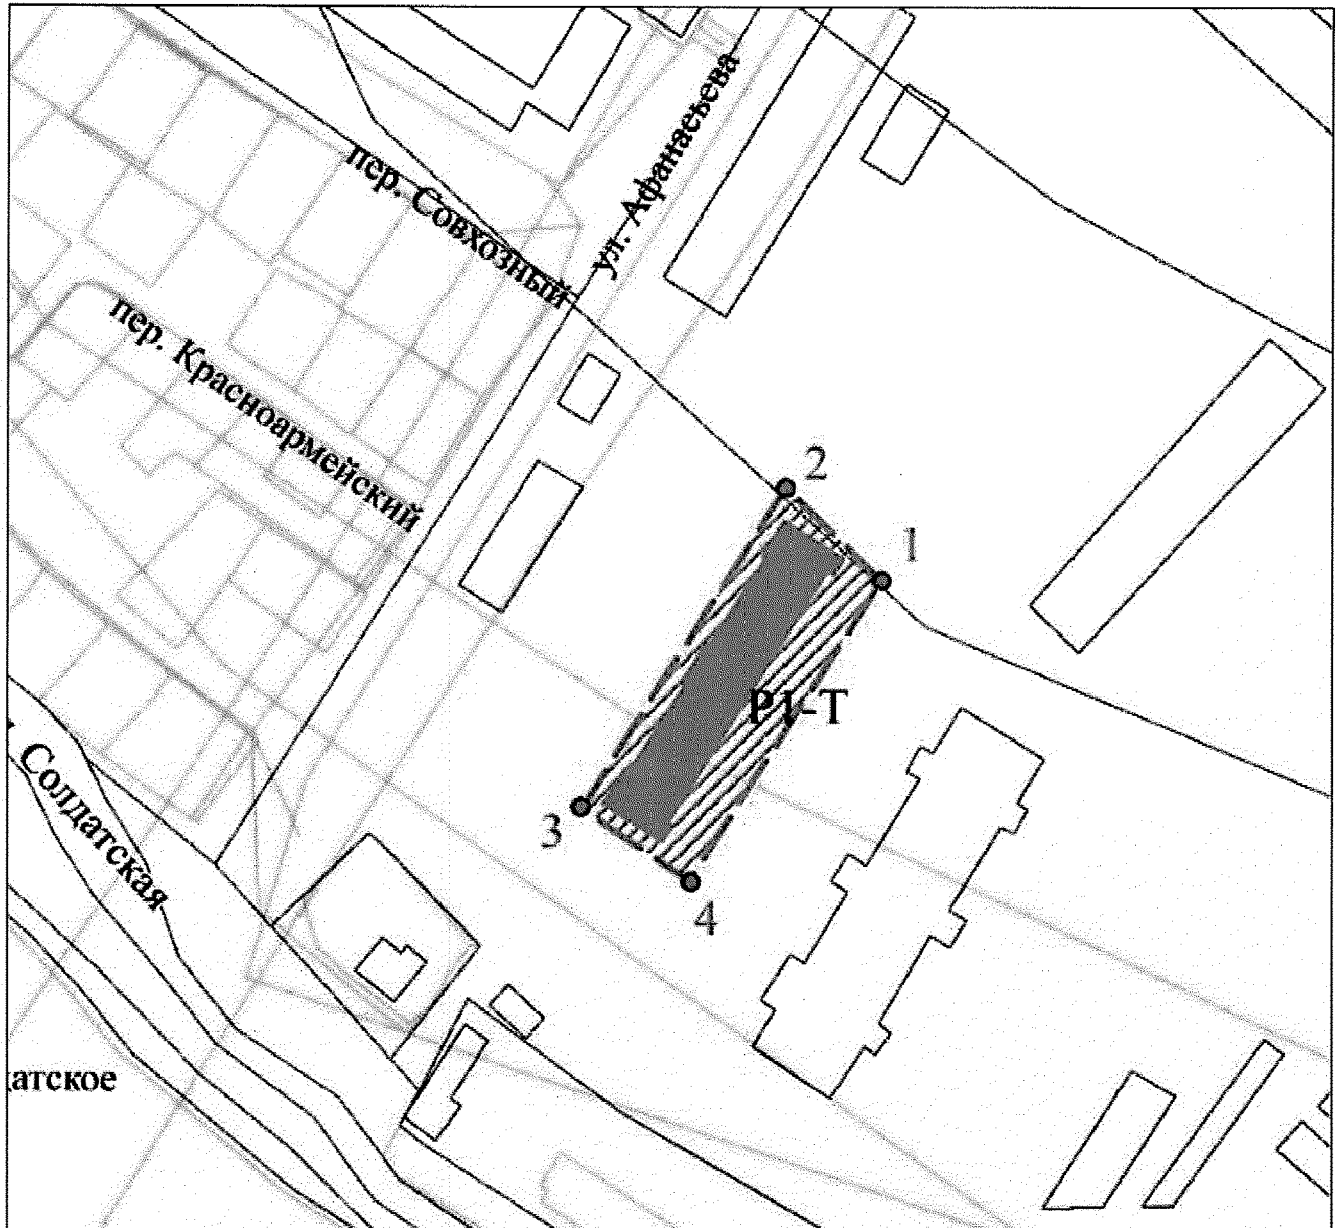 пер. Совхозный
ул. Афанасьева
пер. Красноармейский
2
1
Р1-Т
Солдатская
3
4
атское